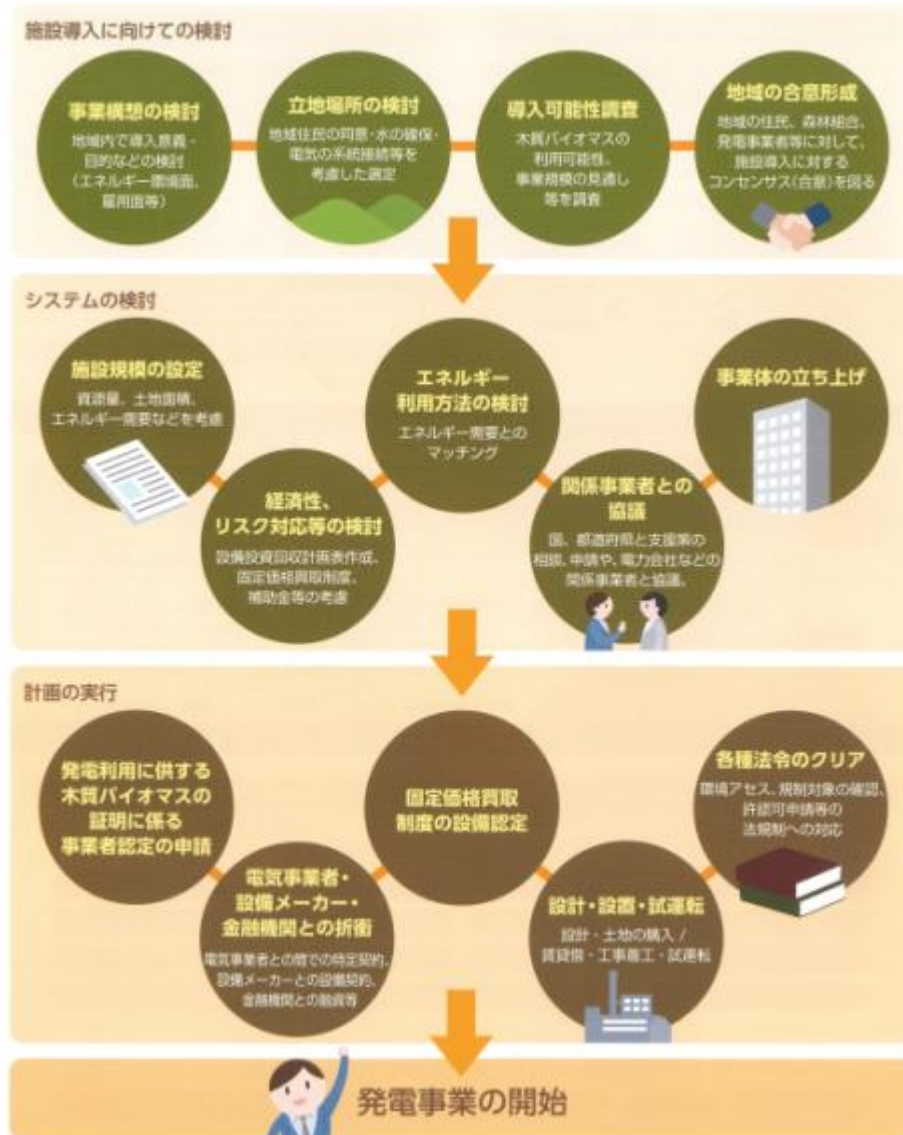 施設導入に向けての検討
事業構想の検討
地域内で導入意義・
目的などの検討
(エネルギー環境面、
雇用面等)
立地場所の検討
地域住民の同意・水の確保・
電気の系統接続等を
考慮した選定
導入可能性調査
木質バイオマスの
利用可能性、
事業規模の見通し
等を調査
地域の合意形成
地域の住民、森林組合、
発電事業者等に対して、
施設導入に対する
コンセンサス(合意)を図る
システムの検討
施設規模の設定
資源量、土地面積、
エネルギー需要などを考慮
経済性、
リスク対応等の検討
設備投資回収計画表作成、
固定価格買取制度、
補助金等の考慮
エネルギー
利用方法の検討
エネルギー需要との
マッチング
関係事業者との
協議
国、都道府県と支援策の
相談、申請や、電力会社などの
関係事業者と協議。
事業体の立ち上げ
計画の実行
発電利用に供する
木質バイオマスの
証明に係る
事業者認定の申請
電気事業者・
設備メーカー・
金融機関との折衝
電気事業者との間での特定契約、
設備メーカーとの設備契約、
金融機関との融資等
固定価格買取
制度の設備認定
設計・設置・試運転
設計・土地の購入/
賃貸借・工事着工・試運転
各種法令のクリア
環境アセス、規制対象の確認、
許認可申請等の
法規制への対応
発電事業の開始